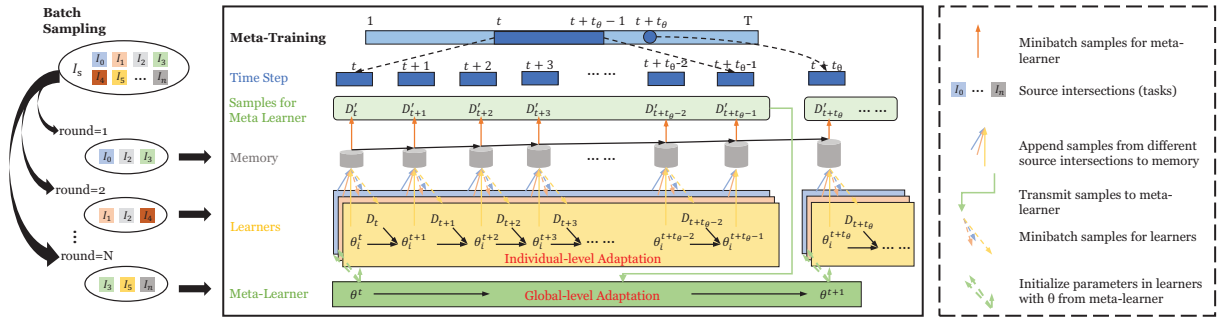 Batch
Sampling
I_s
I_0 I_1 I_2 I_3
I_4 I_5 ... I_n
round=1
I_0 I_2 I_3
round=2
I_1 I_2 I_4
⋮
round=N
I_3 I_5 I_n
Meta-Training
1 t t + t_θ − 1 t + t_θ T
Time Step
t t + 1 t + 2 t + 3 ... ... t + t_θ-2 t + t_θ-1 t + t_θ
Samples for
Meta Learner
D′_t D′_{t+1} D′_{t+2} D′_{t+3} D′_{t+t_θ−2} D′_{t+t_θ−1} D′_{t+t_θ} ... ...
Memory
... ...
Learners
D_t D_{t+1} D_{t+2} D_{t+3} D_{t+t_θ−2} D_{t+t_θ}
θ_i^t θ_i^{t+1} θ_i^{t+2} θ_i^{t+3} ... ... θ_i^{t+t_θ−2} θ_i^{t+t_θ−1} θ_i^{t+t_θ} ... ...
Individual-level Adaptation
Meta-Learner
θ^t Global-level Adaptation θ^{t+1}
Minibatch samples for meta-
learner
I_0 ... I_n Source intersections (tasks)
Append samples from different
source intersections to memory
Transmit samples to meta-
learner
Minibatch samples for learners
Initialize parameters in learners
with θ from meta-learner